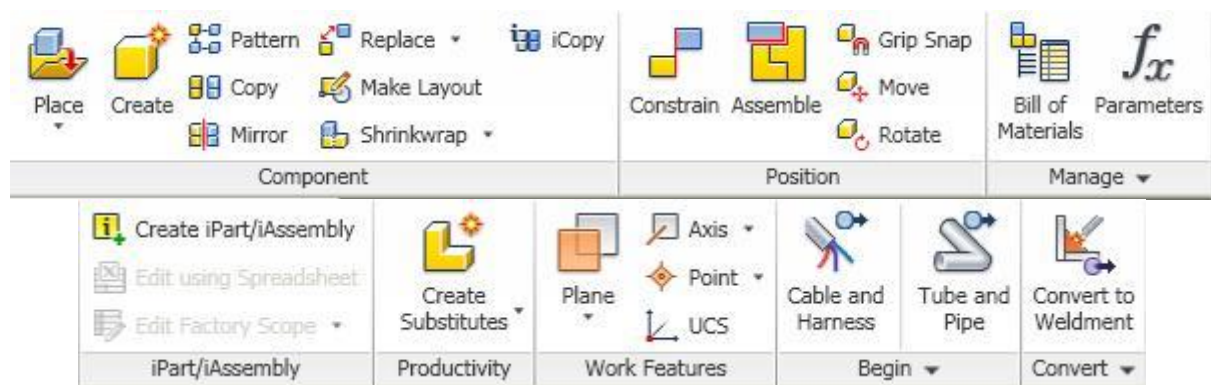 Place
Create
Pattern
Copy
Mirror
Replace
Make Layout
Shrinkwrap
iCopy
Component
Constrain
Assemble
Grip Snap
Move
Rotate
Position
Bill of
Materials
fx
Parameters
Manage
Create iPart/iAssembly
Edit using Spreadsheet
Edit Factory Scope
iPart/iAssembly
Create
Substitutes
Productivity
Plane
Axis
Point
UCS
Work Features
Cable and
Harness
Tube and
Pipe
Begin
Convert to
Weldment
Convert